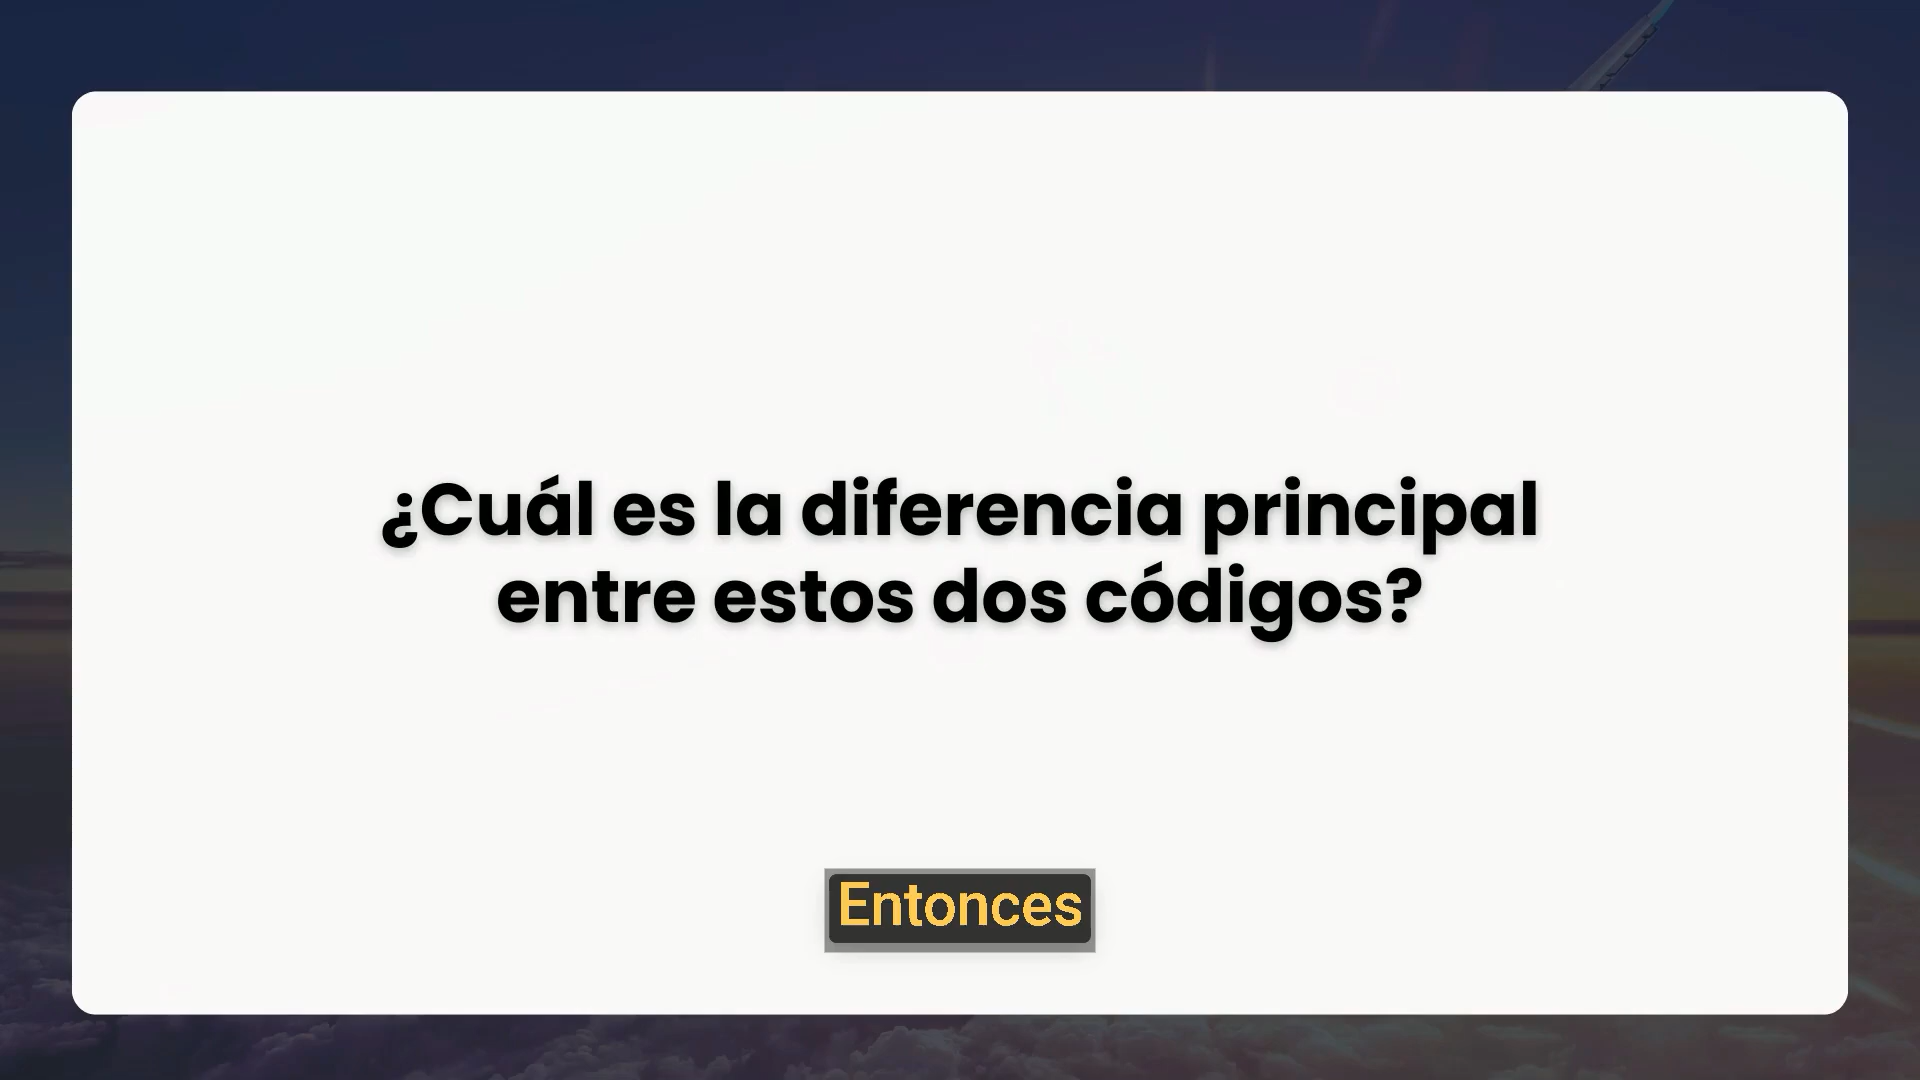 ¿Cuál es la diferencia principal
entre estos dos códigos?
Entonces